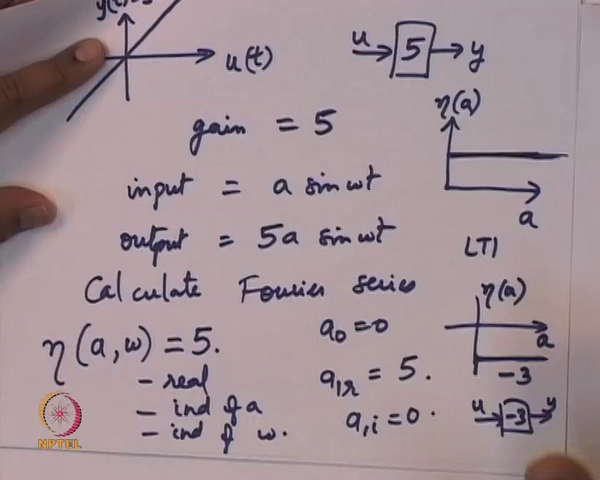 u(t)
u
5
y
gain = 5
η(a)
input = a sin ωt
a
output = 5a sin ωt
LTI
Calculate Fourier series
η(a)
η(a, ω) = 5.
a₀ = 0
a
- real
a₁r = 5.
-3
- ind of a
a₁i = 0.
u
-3
y
- ind of ω.
NPTEL